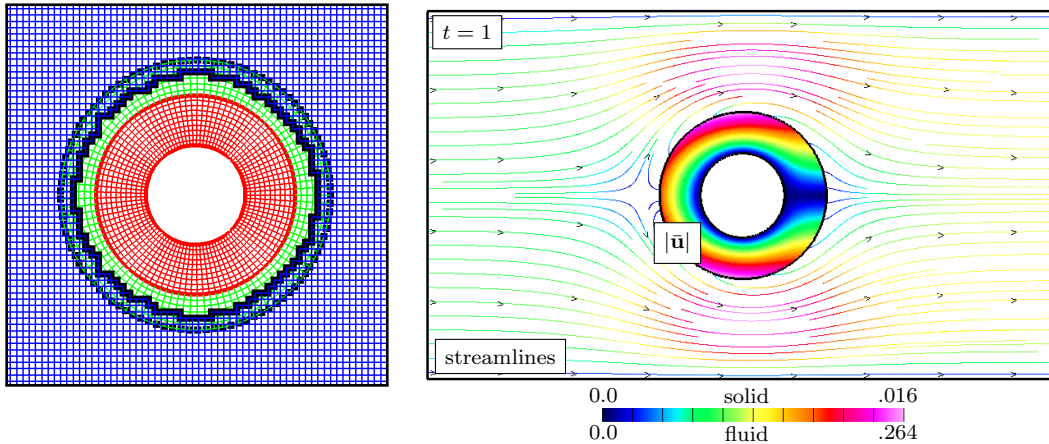 t = 1
|ū|
streamlines
0.0 solid .016
0.0 fluid .264